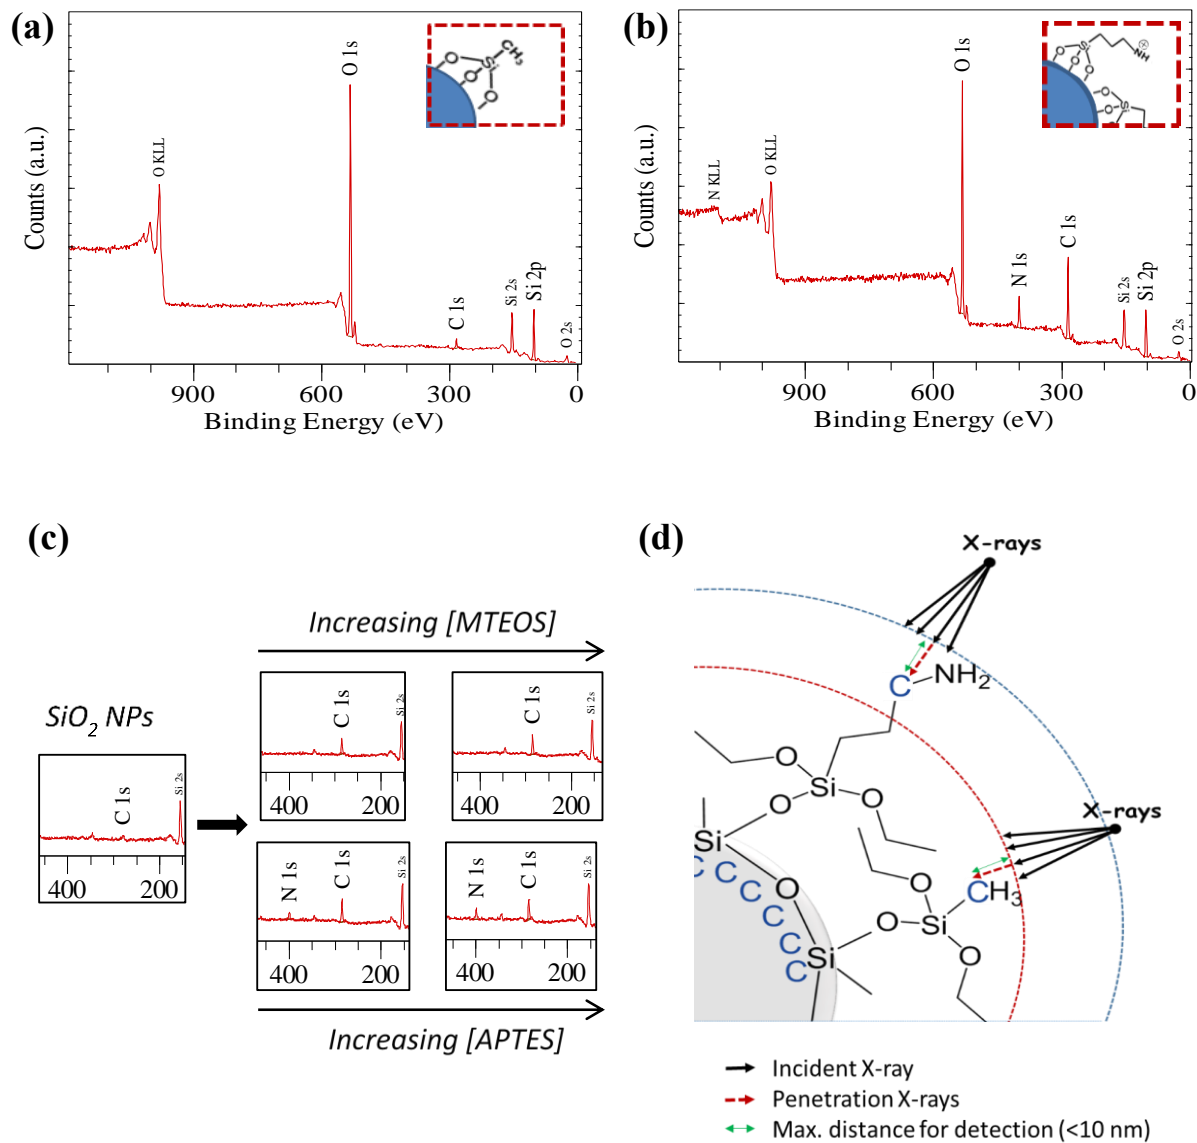 (a)
Counts (a.u.)
O KLL
O 1s
C 1s
Si 2s
Si 2p
O 2s
O
Si
CH3
O
O
900
600
300
0
Binding Energy (eV)
(b)
Counts (a.u.)
N KLL
O KLL
O 1s
N 1s
C 1s
Si 2s
Si 2p
O 2s
Si
NH
O
O
O
O
O
O
Si
900
600
300
0
Binding Energy (eV)
(c)
Increasing [MTEOS]
SiO2 NPs
C 1s
Si 2s
400
200
C 1s
Si 2s
400
200
C 1s
Si 2s
400
200
N 1s
C 1s
Si 2s
400
200
N 1s
C 1s
Si 2s
400
200
Increasing [APTES]
(d)
X-rays
C
NH2
O
Si
O
O
X-rays
Si
C
C
C
C
C
C
C
O
O
CH3
O
Si
Si
O
Incident X-ray
Penetration X-rays
Max. distance for detection (<10 nm)